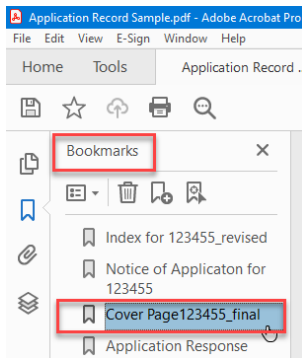 Application Record Sample.pdf - Adobe Acrobat Pro
File Edit View E-Sign Window Help
Home Tools Application Record ..
Bookmarks
Index for 123455_revised
Notice of Applicaton for
123455
Cover Page123455_final
Application Response